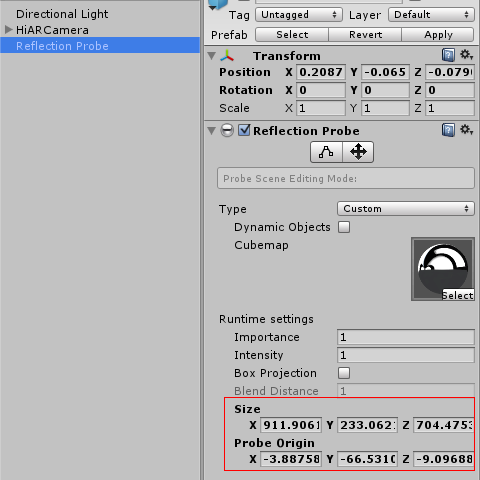 Directional Light
HiARCamera
Reflection Probe
Tag Untagged Layer Default
Prefab Select Revert Apply
Transform
Position X 0.2087 Y -0.065 Z -0.079
Rotation X 0 Y 0 Z 0
Scale X 1 Y 1 Z 1
Reflection Probe
Probe Scene Editing Mode:
Type Custom
Dynamic Objects
Cubemap
Select
Runtime settings
Importance 1
Intensity 1
Box Projection
Blend Distance 1
Size
X 911.9061 Y 233.062 Z 704.4753
Probe Origin
X -3.88758 Y -66.5310 Z -9.09688